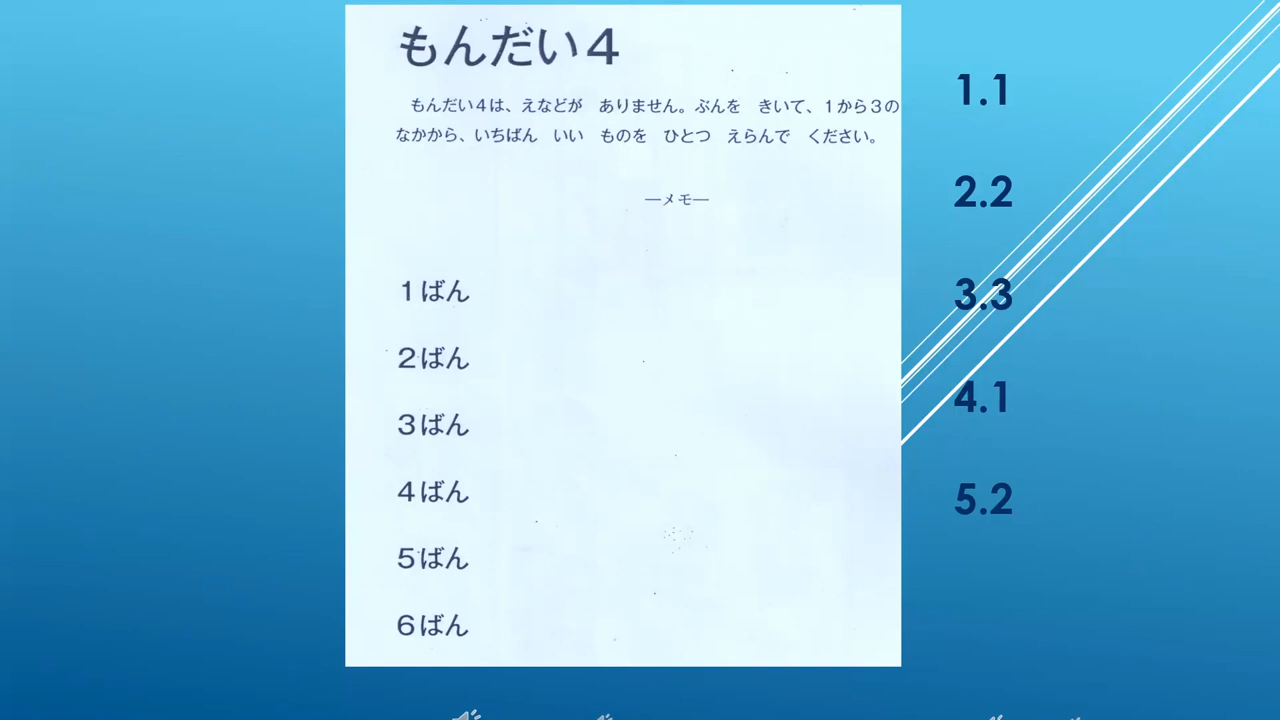 もんだい４
もんだい４は、えなどが　ありません。ぶんを　きいて、１から３の
なかから、いちばん　いい　ものを　ひとつ　えらんで　ください。
―メモ―
１ばん
２ばん
３ばん
４ばん
５ばん
６ばん
1.1
2.2
3.3
4.1
5.2